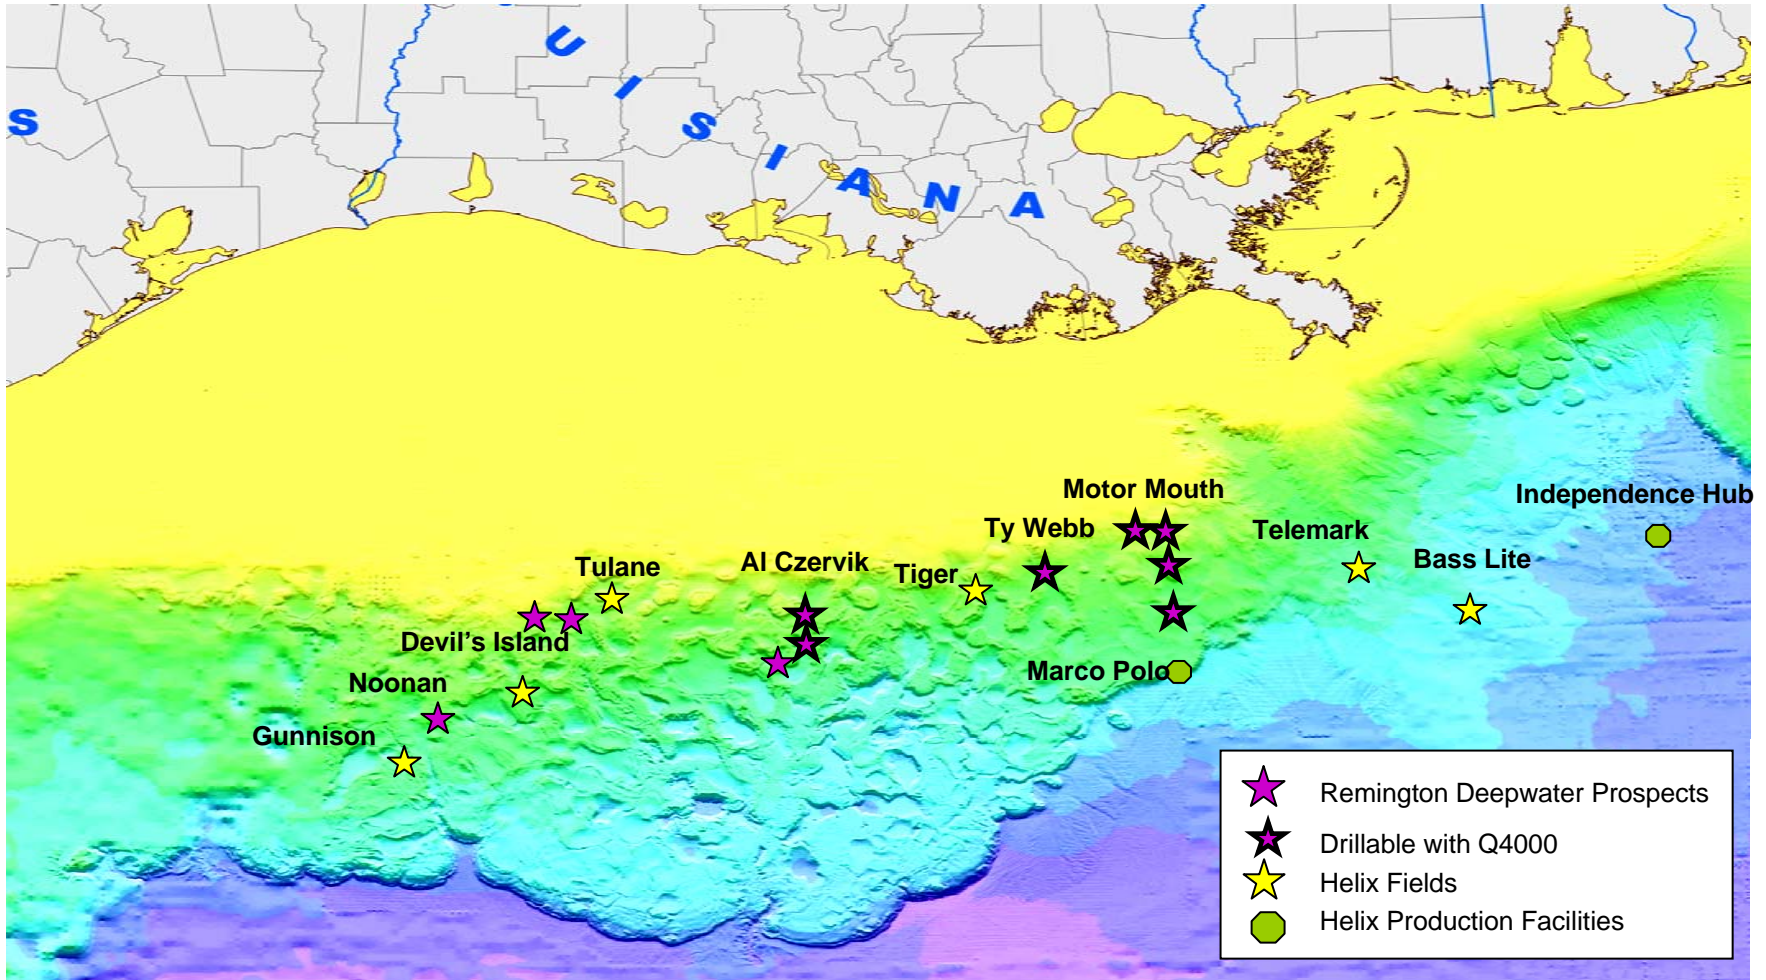 S
U I S I A N A
Motor Mouth
Independence Hub
Ty Webb
Telemark
Bass Lite
Al Czervik
Tulane
Tiger
Devil’s Island
Marco Polo
Noonan
Gunnison
Remington Deepwater Prospects
Drillable with Q4000
Helix Fields
Helix Production Facilities